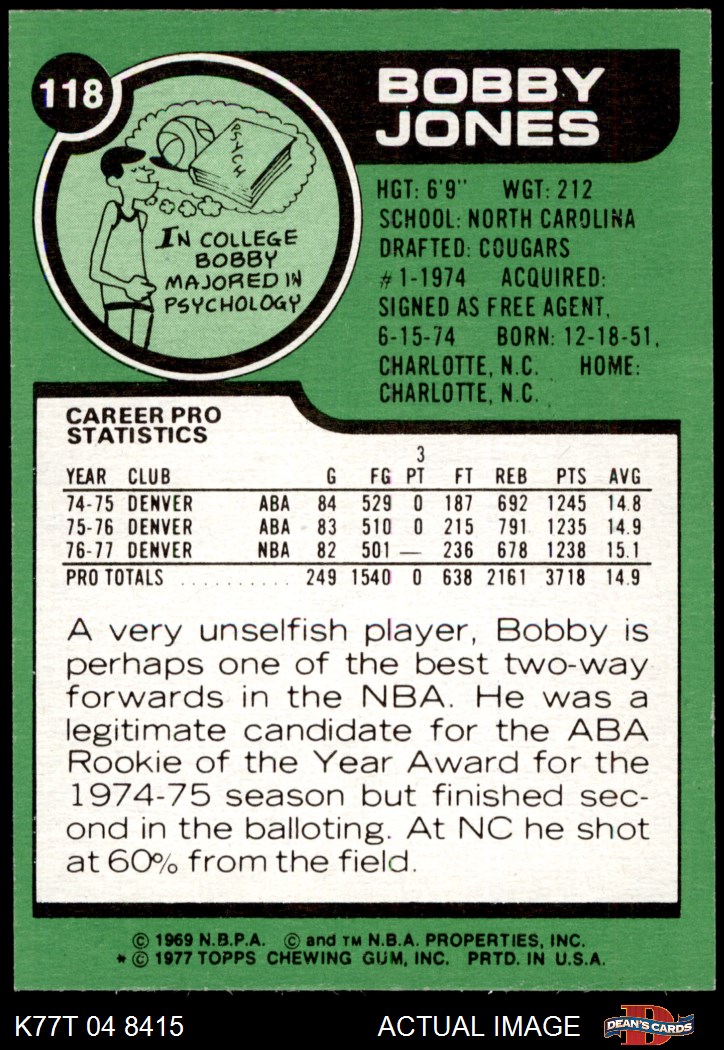 118
BOBBY
JONES
PSYCH
IN COLLEGE
BOBBY
MAJORED IN
PSYCHOLOGY
HGT: 6'9" WGT: 212
SCHOOL: NORTH CAROLINA
DRAFTED: COUGARS
#1-1974 ACQUIRED:
SIGNED AS FREE AGENT,
6-15-74 BORN: 12-18-51,
CHARLOTTE, N.C. HOME:
CHARLOTTE, N.C.
CAREER PRO
STATISTICS
YEAR CLUB G FG 3 PT FT REB PTS AVG
74-75 DENVER ABA 84 529 0 187 692 1245 14.8
75-76 DENVER ABA 83 510 0 215 791 1235 14.9
76-77 DENVER NBA 82 501 — 236 678 1238 15.1
PRO TOTALS .......... 249 1540 0 638 2161 3718 14.9
A very unselfish player, Bobby is
perhaps one of the best two-way
forwards in the NBA. He was a
legitimate candidate for the ABA
Rookie of the Year Award for the
1974-75 season but finished sec-
ond in the balloting. At NC he shot
at 60% from the field.
© 1969 N.B.P.A. © and TM N.B.A. PROPERTIES, INC.
* © 1977 TOPPS CHEWING GUM, INC. PRTD. IN U.S.A.
K77T 04 8415 ACTUAL IMAGE D DEAN'S CARDS